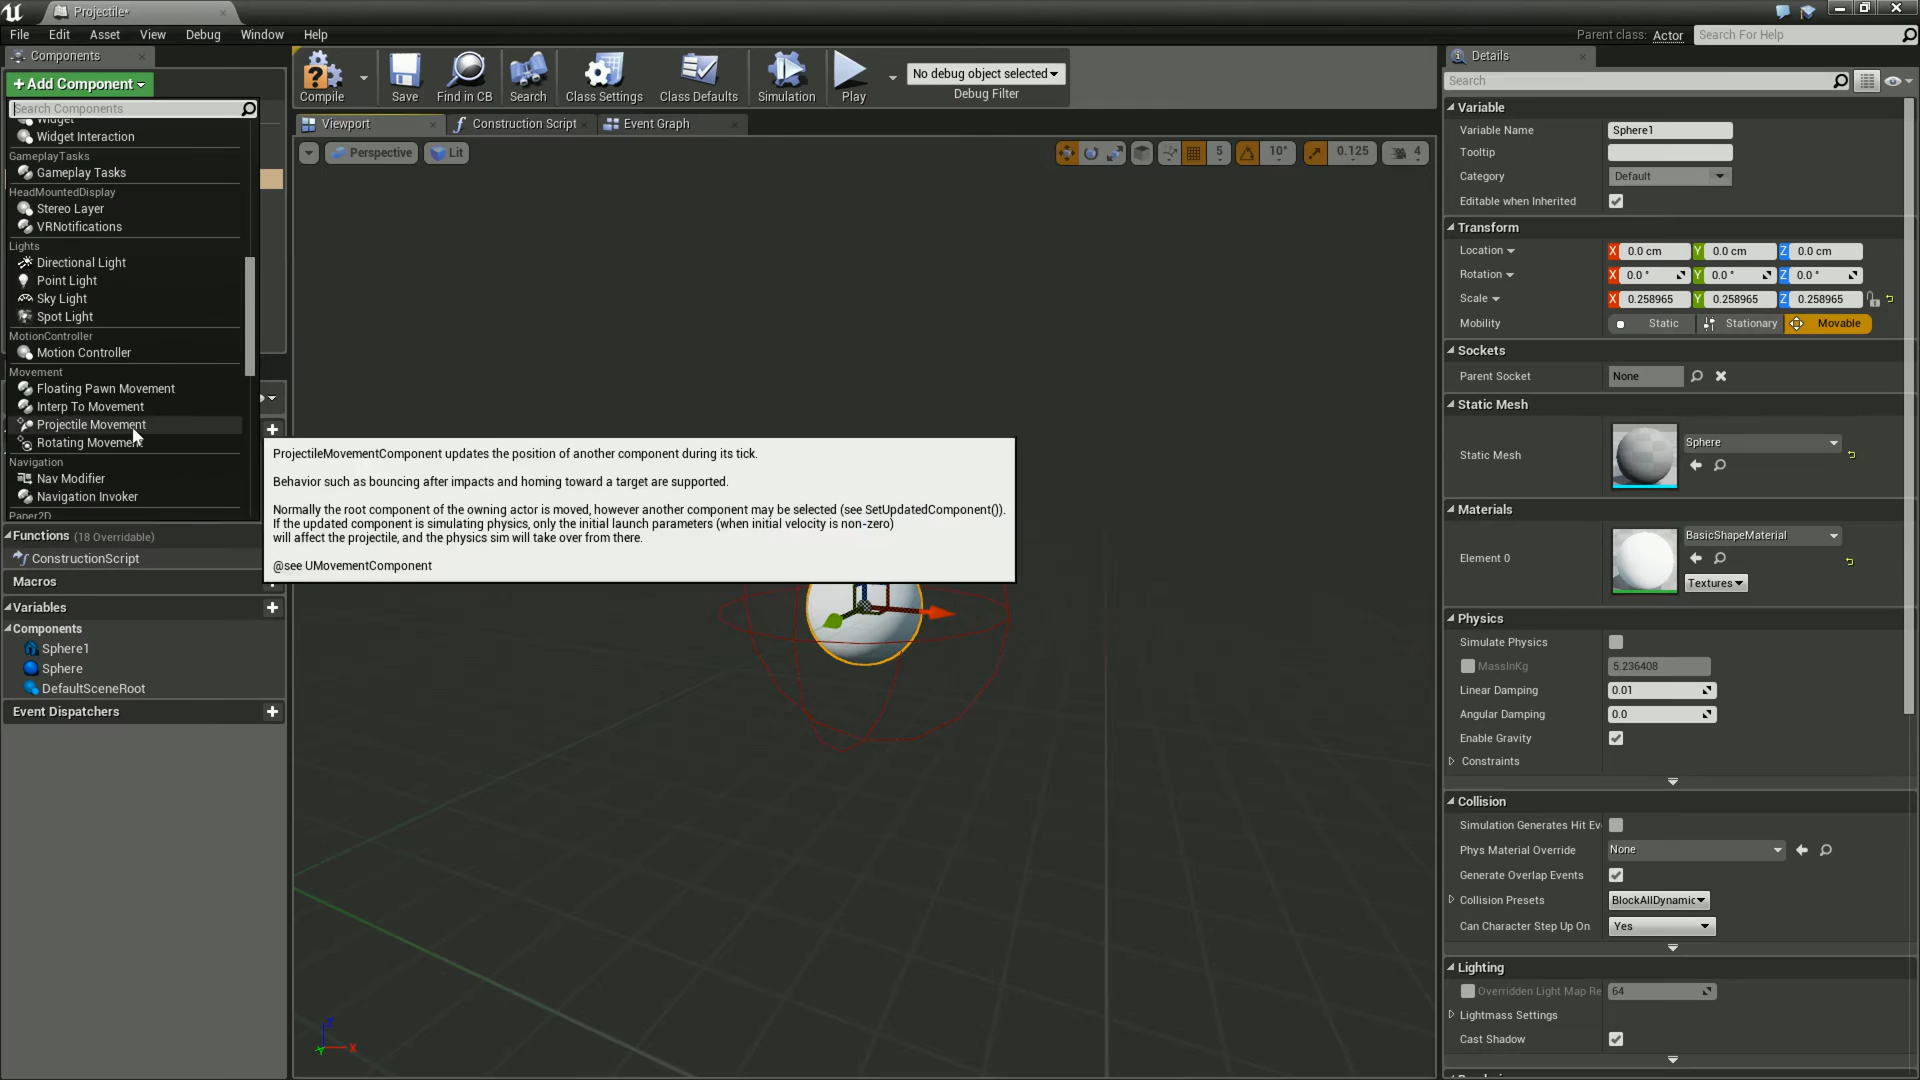 Projectile*
File Edit Asset View Debug Window Help
Parent class: Actor
Search For Help
Components
+Add Component
Search Components
Widget
Widget Interaction
GameplayTasks
Gameplay Tasks
HeadMountedDisplay
Stereo Layer
VRNotifications
Lights
Directional Light
Point Light
Sky Light
Spot Light
MotionController
Motion Controller
Movement
Floating Pawn Movement
Interp To Movement
Projectile Movement
Rotating Movement
Navigation
Nav Modifier
Navigation Invoker
Paper2D
Functions (18 Overridable)
ConstructionScript
Macros
Variables
Components
Sphere1
Sphere
DefaultSceneRoot
Event Dispatchers
Compile
Save
Find in CB
Search
Class Settings
Class Defaults
Simulation
Play
No debug object selected
Debug Filter
Viewport
Construction Script
Event Graph
Perspective
Lit
5
10°
0.125
4
ProjectileMovementComponent updates the position of another component during its tick.
Behavior such as bouncing after impacts and homing toward a target are supported.
Normally the root component of the owning actor is moved, however another component may be selected (see SetUpdatedComponent()).
If the updated component is simulating physics, only the initial launch parameters (when initial velocity is non-zero)
will affect the projectile, and the physics sim will take over from there.
@see UMovementComponent
Z
X
Y
Details
Search
Variable
Variable Name Sphere1
Tooltip
Category Default
Editable when Inherited
Transform
Location X 0.0 cm Y 0.0 cm Z 0.0 cm
Rotation X 0.0 ° Y 0.0 ° Z 0.0 °
Scale X 0.258965 Y 0.258965 Z 0.258965
Mobility Static Stationary Movable
Sockets
Parent Socket None
Static Mesh
Static Mesh Sphere
Materials
Element 0 BasicShapeMaterial
Textures
Physics
Simulate Physics
MassInKg 5.236408
Linear Damping 0.01
Angular Damping 0.0
Enable Gravity
Constraints
Collision
Simulation Generates Hit Ev
Phys Material Override None
Generate Overlap Events
Collision Presets BlockAllDynamic
Can Character Step Up On Yes
Lighting
Overridden Light Map Re 64
Lightmass Settings
Cast Shadow